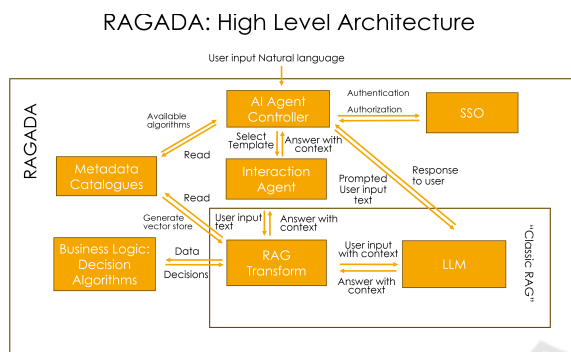 RAGADA: High Level Architecture
User input Natural language
RAGADA
AI Agent
Controller
Authentication
Authorization
SSO
Available
algorithms
Read
Select
Template
Answer with
context
Metadata
Catalogues
Interaction
Agent
Prompted
User input
text
Response
to user
Read
Generate
vector store
User input
text
Answer with
context
Business Logic:
Decision
Algorithms
Data
Decisions
RAG
Transform
User input
with context
Answer with
context
LLM
"Classic RAG"